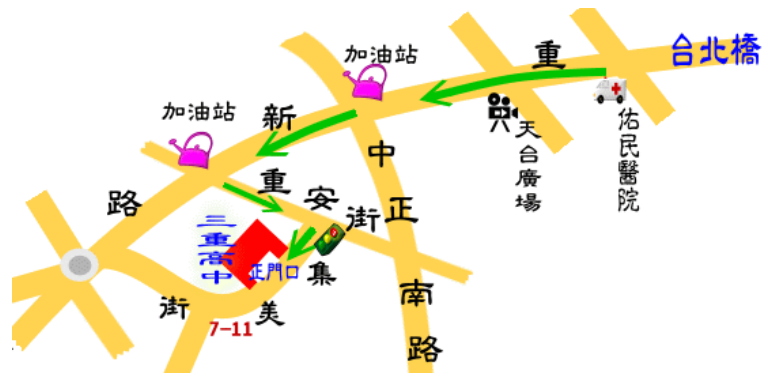 台北橋
重新路
加油站
加油站
天台廣場
佑民醫院
中正南路
重安街
三重高中
正門口
集美街
7-11